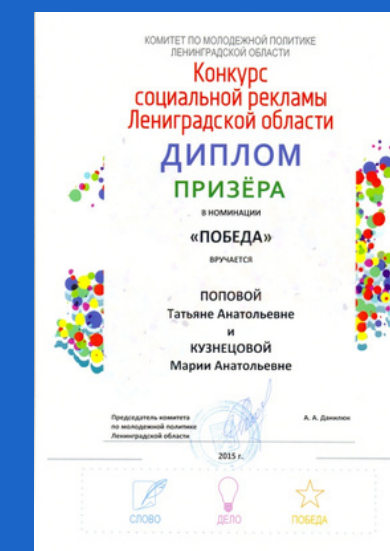 КОМИТЕТ ПО МОЛОДЕЖНОЙ ПОЛИТИКЕ
ЛЕНИНГРАДСКОЙ ОБЛАСТИ
Конкурс
социальной рекламы
Лениградской области
ДИПЛОМ
ПРИЗЁРА
В НОМИНАЦИИ
«ПОБЕДА»
ВРУЧАЕТСЯ
ПОПОВОЙ
Татьяне Анатольевне
и
КУЗНЕЦОВОЙ
Марии Анатольевне
Председатель комитета
по молодежной политике
Ленинградской области
А. А. Данилюк
2015 г.
СЛОВО ДЕЛО ПОБЕДА